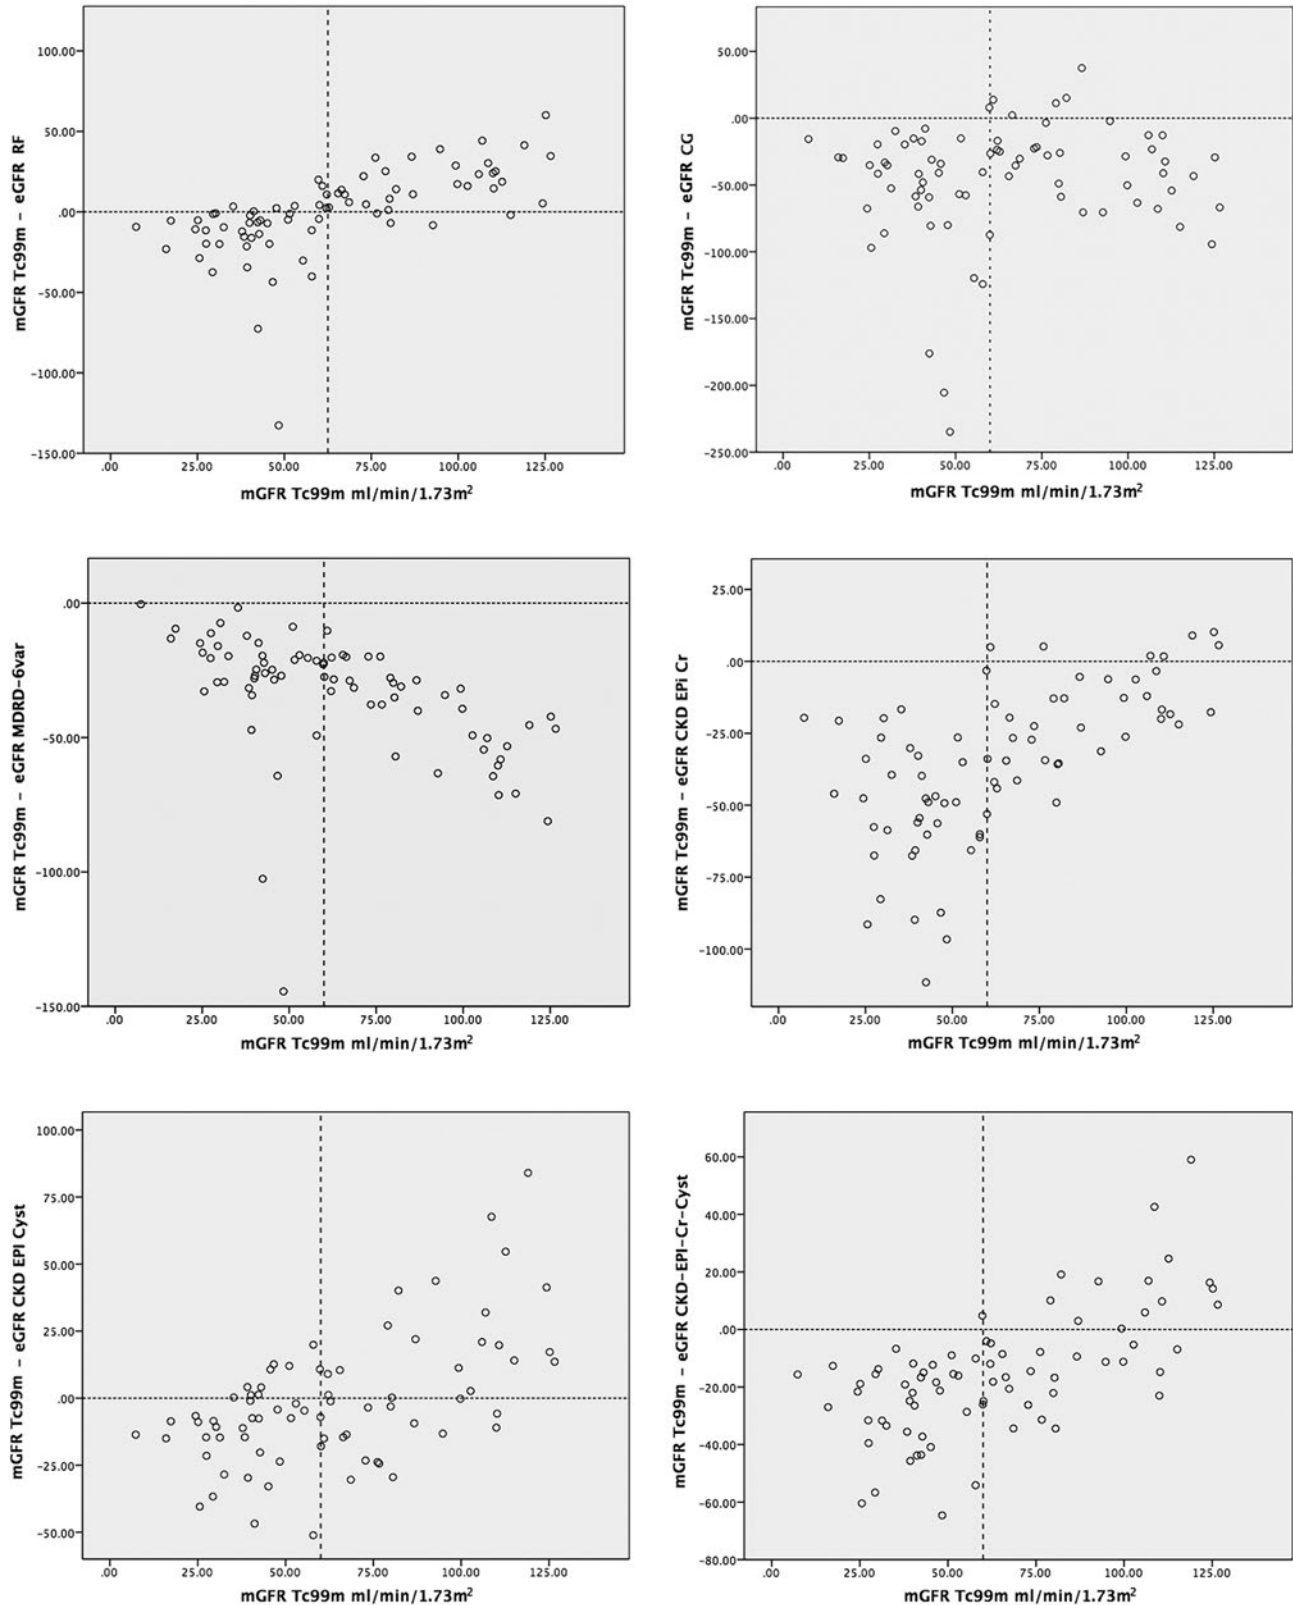 mGFR Tc99m – eGFR RF
100.00
50.00
.00
–50.00
–100.00
–150.00
.00 25.00 50.00 75.00 100.00 125.00
mGFR Tc99m ml/min/1.73m²
mGFR Tc99m – eGFR CG
50.00
.00
–50.00
–100.00
–150.00
–200.00
–250.00
.00 25.00 50.00 75.00 100.00 125.00
mGFR Tc99m ml/min/1.73m²
mGFR Tc99m – eGFR MDRD–6var
.00
–50.00
–100.00
–150.00
.00 25.00 50.00 75.00 100.00 125.00
mGFR Tc99m ml/min/1.73m²
mGFR Tc99m – eGFR CKD EPi Cr
25.00
.00
–25.00
–50.00
–75.00
–100.00
.00 25.00 50.00 75.00 100.00 125.00
mGFR Tc99m ml/min/1.73m²
mGFR Tc99m – eGFR CKD EPI Cyst
100.00
75.00
50.00
25.00
.00
–25.00
–50.00
.00 25.00 50.00 75.00 100.00 125.00
mGFR Tc99m ml/min/1.73m²
mGFR Tc99m – eGFR CKD–EPI–Cr–Cyst
60.00
40.00
20.00
.00
–20.00
–40.00
–60.00
–80.00
.00 25.00 50.00 75.00 100.00 125.00
mGFR Tc99m ml/min/1.73m²